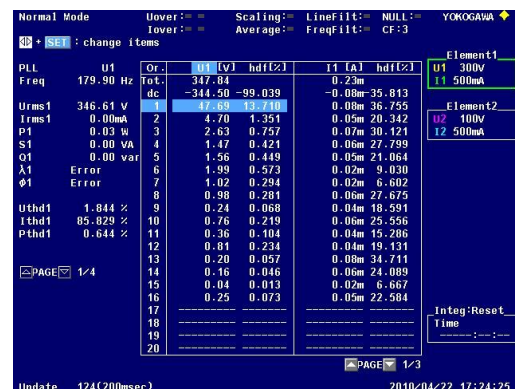 Normal Mode Uover:= = Scaling:= LineFilt:= NULL:= YOKOGAWA
Iover:= = Average:= FreqFilt:= CF:3
+ SET : change items
Element1
PLL U1 Or. U1 [V] hdf[%] I1 [A] hdf[%] U1 300V
Freq 179.90 Hz Tot. 347.84 0.23m I1 500mA
dc -344.50 -99.039 -0.08m-35.813
Urms1 346.61 V 1 47.69 13.710 0.08m 36.755 Element2
Irms1 0.00mA 2 4.70 1.351 0.05m 20.342 U2 100V
P1 0.03 W 3 2.63 0.757 0.07m 30.121 I2 500mA
S1 0.00 VA 4 1.47 0.421 0.06m 27.799
Q1 0.00 var 5 1.56 0.449 0.05m 21.064
λ1 Error 6 1.99 0.573 0.02m 9.030
Φ1 Error 7 1.02 0.294 0.02m 6.602
8 0.98 0.281 0.06m 27.675
Uthd1 1.844 % 9 0.24 0.068 0.04m 18.591
Ithd1 85.829 % 10 0.76 0.219 0.06m 25.556
Pthd1 0.644 % 11 0.36 0.104 0.04m 15.286
12 0.81 0.234 0.04m 19.131
13 0.20 0.057 0.08m 34.711
PAGE 1/4 14 0.16 0.046 0.06m 24.089
15 0.04 0.013 0.02m 6.667
16 0.25 0.073 0.05m 22.584
17 -------- ------- -------- ------- Integ:Reset
18 -------- ------- -------- ------- Time
19 -------- ------- -------- ------- -----:--:--
20 -------- ------- -------- -------
PAGE 1/3
Update 124(200msec) 2010/04/22 17:24:25